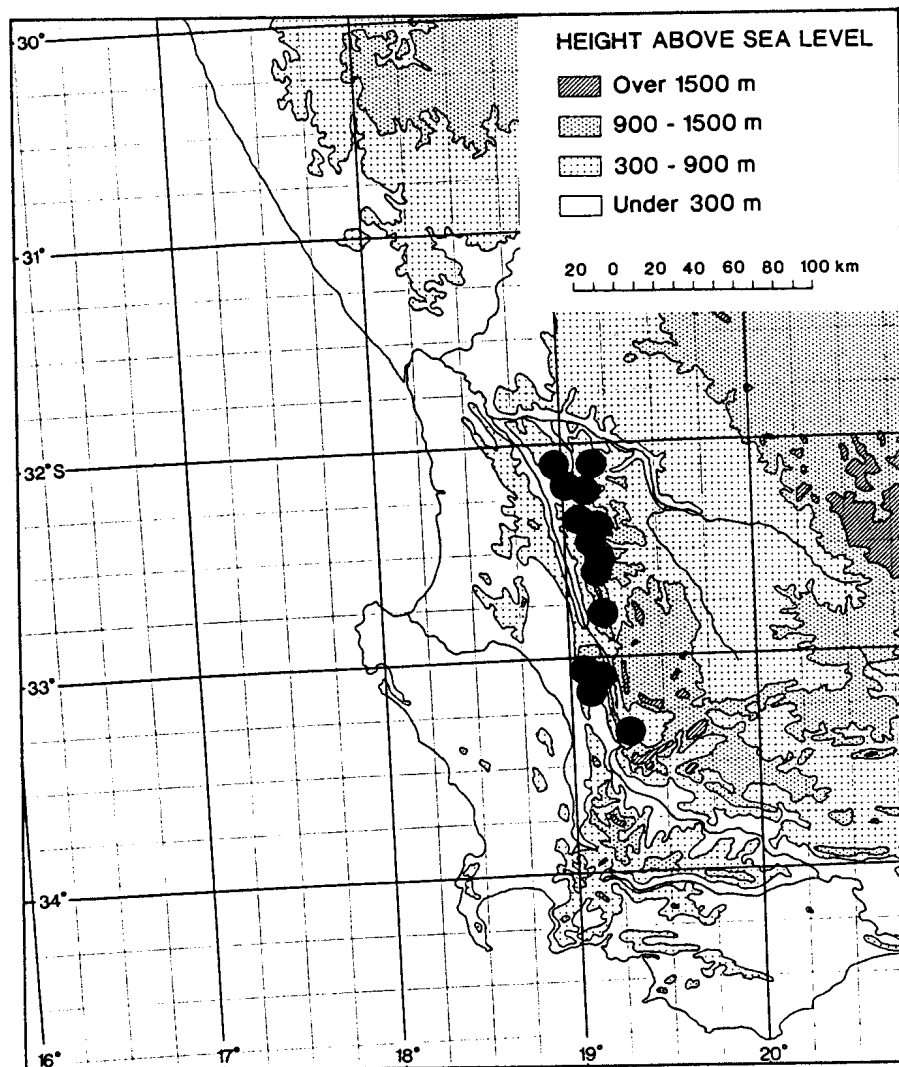 HEIGHT ABOVE SEA LEVEL
Over 1500 m
900 - 1500 m
300 - 900 m
Under 300 m
20 0 20 40 60 80 100 km
30°
31°
32°S
33°
34°
16° 17° 18° 19° 20°